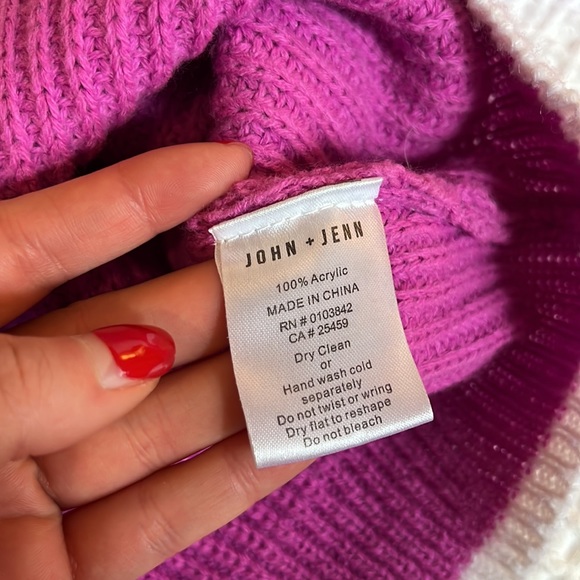 JOHN + JENN
100% Acrylic
MADE IN CHINA
RN # 0103842
CA # 25459
Dry Clean
or
Hand wash cold
separately
Do not twist or wring
Dry flat to reshape
Do not bleach